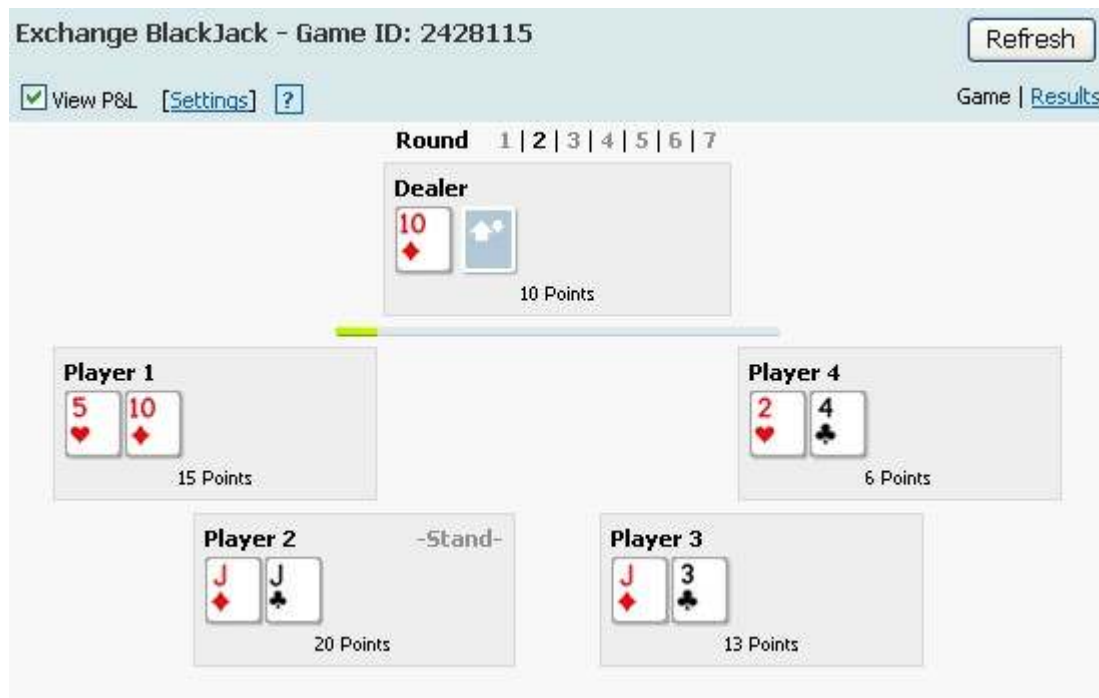 Exchange BlackJack - Game ID: 2428115
Refresh
View P&L [Settings] ?
Game | Results
Round 1 | 2 | 3 | 4 | 5 | 6 | 7
Dealer
10
10 Points
Player 1
5 10
15 Points
Player 4
2 4
6 Points
Player 2 -Stand-
J J
20 Points
Player 3
J 3
13 Points